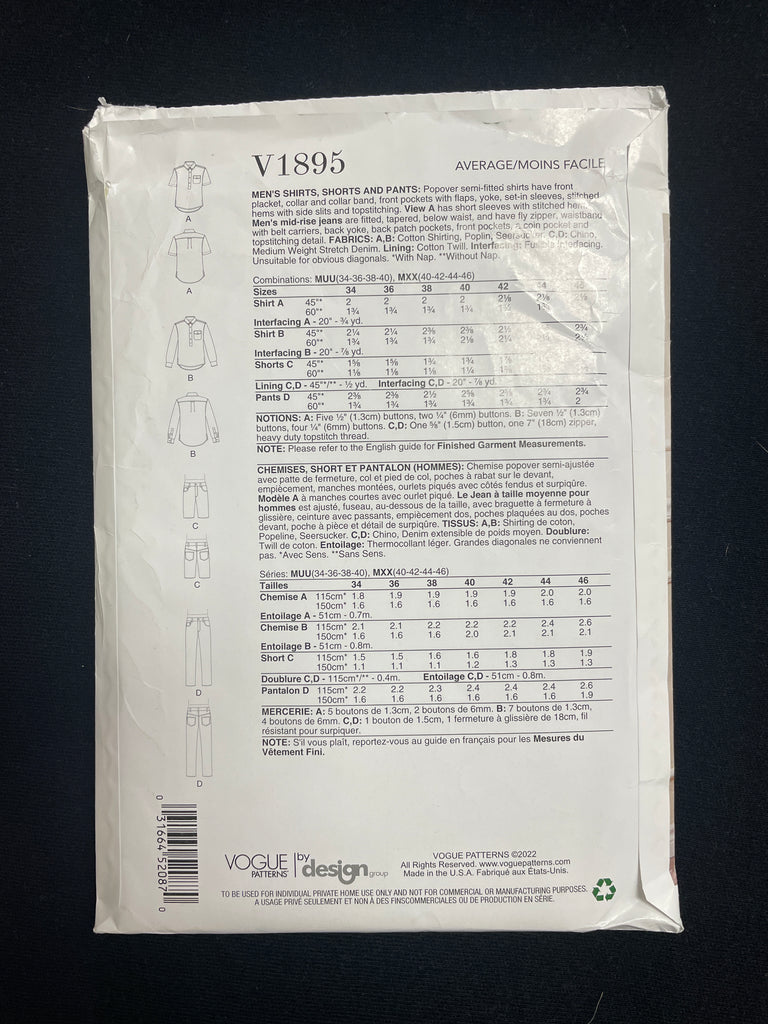 V1895
AVERAGE/MOINS FACILE
MEN'S SHIRTS, SHORTS AND PANTS: Popover semi-fitted shirts have front
placket, collar and collar band, front pockets with flaps, yoke, set-in sleeves, stitched
hems with side slits and topstitching. View A has short sleeves with stitched hem.
Men's mid-rise jeans are fitted, tapered, below waist, and have fly zipper, waistband
with belt carriers, back yoke, back patch pockets, front pockets, a coin pocket and
topstitching detail. FABRICS: A,B: Cotton Shirting, Poplin, Seersucker. C,D: Chino,
Medium Weight Stretch Denim. Lining: Cotton Twill. Interfacing: Fusible Interfacing.
Unsuitable for obvious diagonals. *With Nap. **Without Nap.
Combinations: MUU(34-36-38-40), MXX(40-42-44-46)
Sizes 34 36 38 40 42 44 46
Shirt A 45"* 2 2 2 2 2⅛ 2⅛ 2⅛
60"* 1¾ 1¾ 1¾ 1¾ 1¾ 1¾
Interfacing A - 20" - ¾ yd.
Shirt B 45"* 2¼ 2¼ 2⅜ 2⅜ 2½ 2¾
60"* 1¾ 1¾ 1¾ 2⅛ 2¼
Interfacing B - 20" - ⅞ yd.
Shorts C 45"* 1⅝ 1⅝ 1¾ 1¾ 1⅞
60"* 1⅛ 1⅛ 1⅛ 1¼ 1⅜
Lining C,D - 45"*/** - ½ yd. Interfacing C,D - 20" - ⅞ yd.
Pants D 45"* 2⅜ 2⅜ 2½ 2⅝ 2⅝ 2¾ 2¾
60"* 1¾ 1¾ 1¾ 1¾ 1¾ 1¾ 2
NOTIONS: A: Five ½" (1.3cm) buttons, two ¼" (6mm) buttons. B: Seven ½" (1.3cm)
buttons, four ¼" (6mm) buttons. C,D: One ⅝" (1.5cm) button, one 7" (18cm) zipper,
heavy duty topstitch thread.
NOTE: Please refer to the English guide for Finished Garment Measurements.
CHEMISES, SHORT ET PANTALON (HOMMES): Chemise popover semi-ajustée
avec patte de fermeture, col et pied de col, poches à rabat sur le devant,
empiècement, manches montées, ourlets piqués avec côtés fendus et surpiqûre.
Modèle A à manches courtes avec ourlet piqué. Le Jean à taille moyenne pour
hommes est ajusté, fuseau, au-dessous de la taille, avec braguette à fermeture à
glissière, ceinture avec passants, empiècement dos, poches plaquées au dos, poches
devant, poche à pièce et détail de surpiqûre. TISSUS: A,B: Shirting de coton,
Popeline, Seersucker. C,D: Chino, Denim extensible de poids moyen. Doublure:
Twill de coton. Entoilage: Thermocollant léger. Grandes diagonales ne conviennent
pas. *Avec Sens. **Sans Sens.
Séries: MUU(34-36-38-40), MXX(40-42-44-46)
Tailles 34 36 38 40 42 44 46
Chemise A 115cm* 1.8 1.9 1.9 1.9 1.9 2.0 2.0
150cm* 1.6 1.6 1.6 1.6 1.6 1.6 1.6
Entoilage A - 51cm - 0.7m.
Chemise B 115cm* 2.1 2.1 2.2 2.2 2.2 2.4 2.6
150cm* 1.6 1.6 1.6 2.0 2.1 2.1 2.1
Entoilage B - 51cm - 0.8m.
Short C 115cm* 1.5 1.5 1.6 1.6 1.8 1.8 1.9
150cm* 1.1 1.1 1.1 1.2 1.3 1.3 1.3
Doublure C,D - 115cm*/** - 0.4m. Entoilage C,D - 51cm - 0.8m.
Pantalon D 115cm* 2.2 2.2 2.3 2.4 2.4 2.4 2.6
150cm* 1.6 1.6 1.6 1.6 1.6 1.6 1.9
MERCERIE: A: 5 boutons de 1.3cm, 2 boutons de 6mm. B: 7 boutons de 1.3cm,
4 boutons de 6mm. C,D: 1 bouton de 1.5cm, 1 fermeture à glissière de 18cm, fil
résistant pour surpiquer.
NOTE: S'il vous plaît, reportez-vous au guide en français pour les Mesures du
Vêtement Fini.
A
A
B
B
C
C
D
D
0 31664 52087 0
VOGUE PATTERNS by design group
VOGUE PATTERNS ©2022
All Rights Reserved. www.voguepatterns.com
Made in the U.S.A. Fabriqué aux États-Unis.
TO BE USED FOR INDIVIDUAL PRIVATE HOME USE ONLY AND NOT FOR COMMERCIAL OR MANUFACTURING PURPOSES.
A USAGE PRIVÉ SEULEMENT ET NON À DES FINSCOMMERCIALES OU DE PRODUCTION EN SÉRIE.